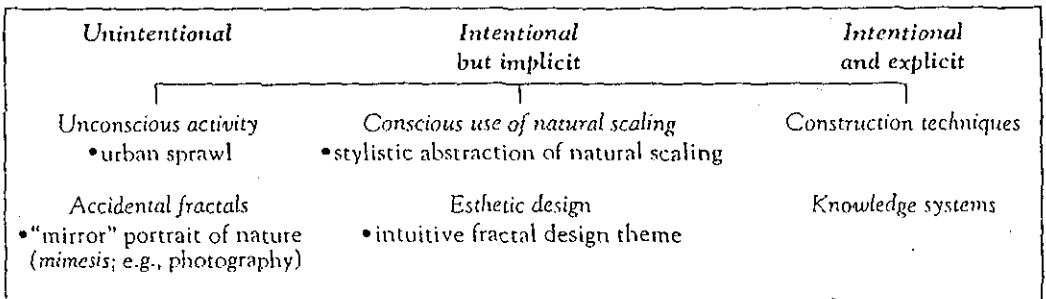 Unintentional
Intentional
but implicit
Intentional
and explicit
Unconscious activity
•urban sprawl
Conscious use of natural scaling
•stylistic abstraction of natural scaling
Construction techniques
Accidental fractals
•"mirror" portrait of nature
(mimesis; e.g., photography)
Esthetic design
•intuitive fractal design theme
Knowledge systems